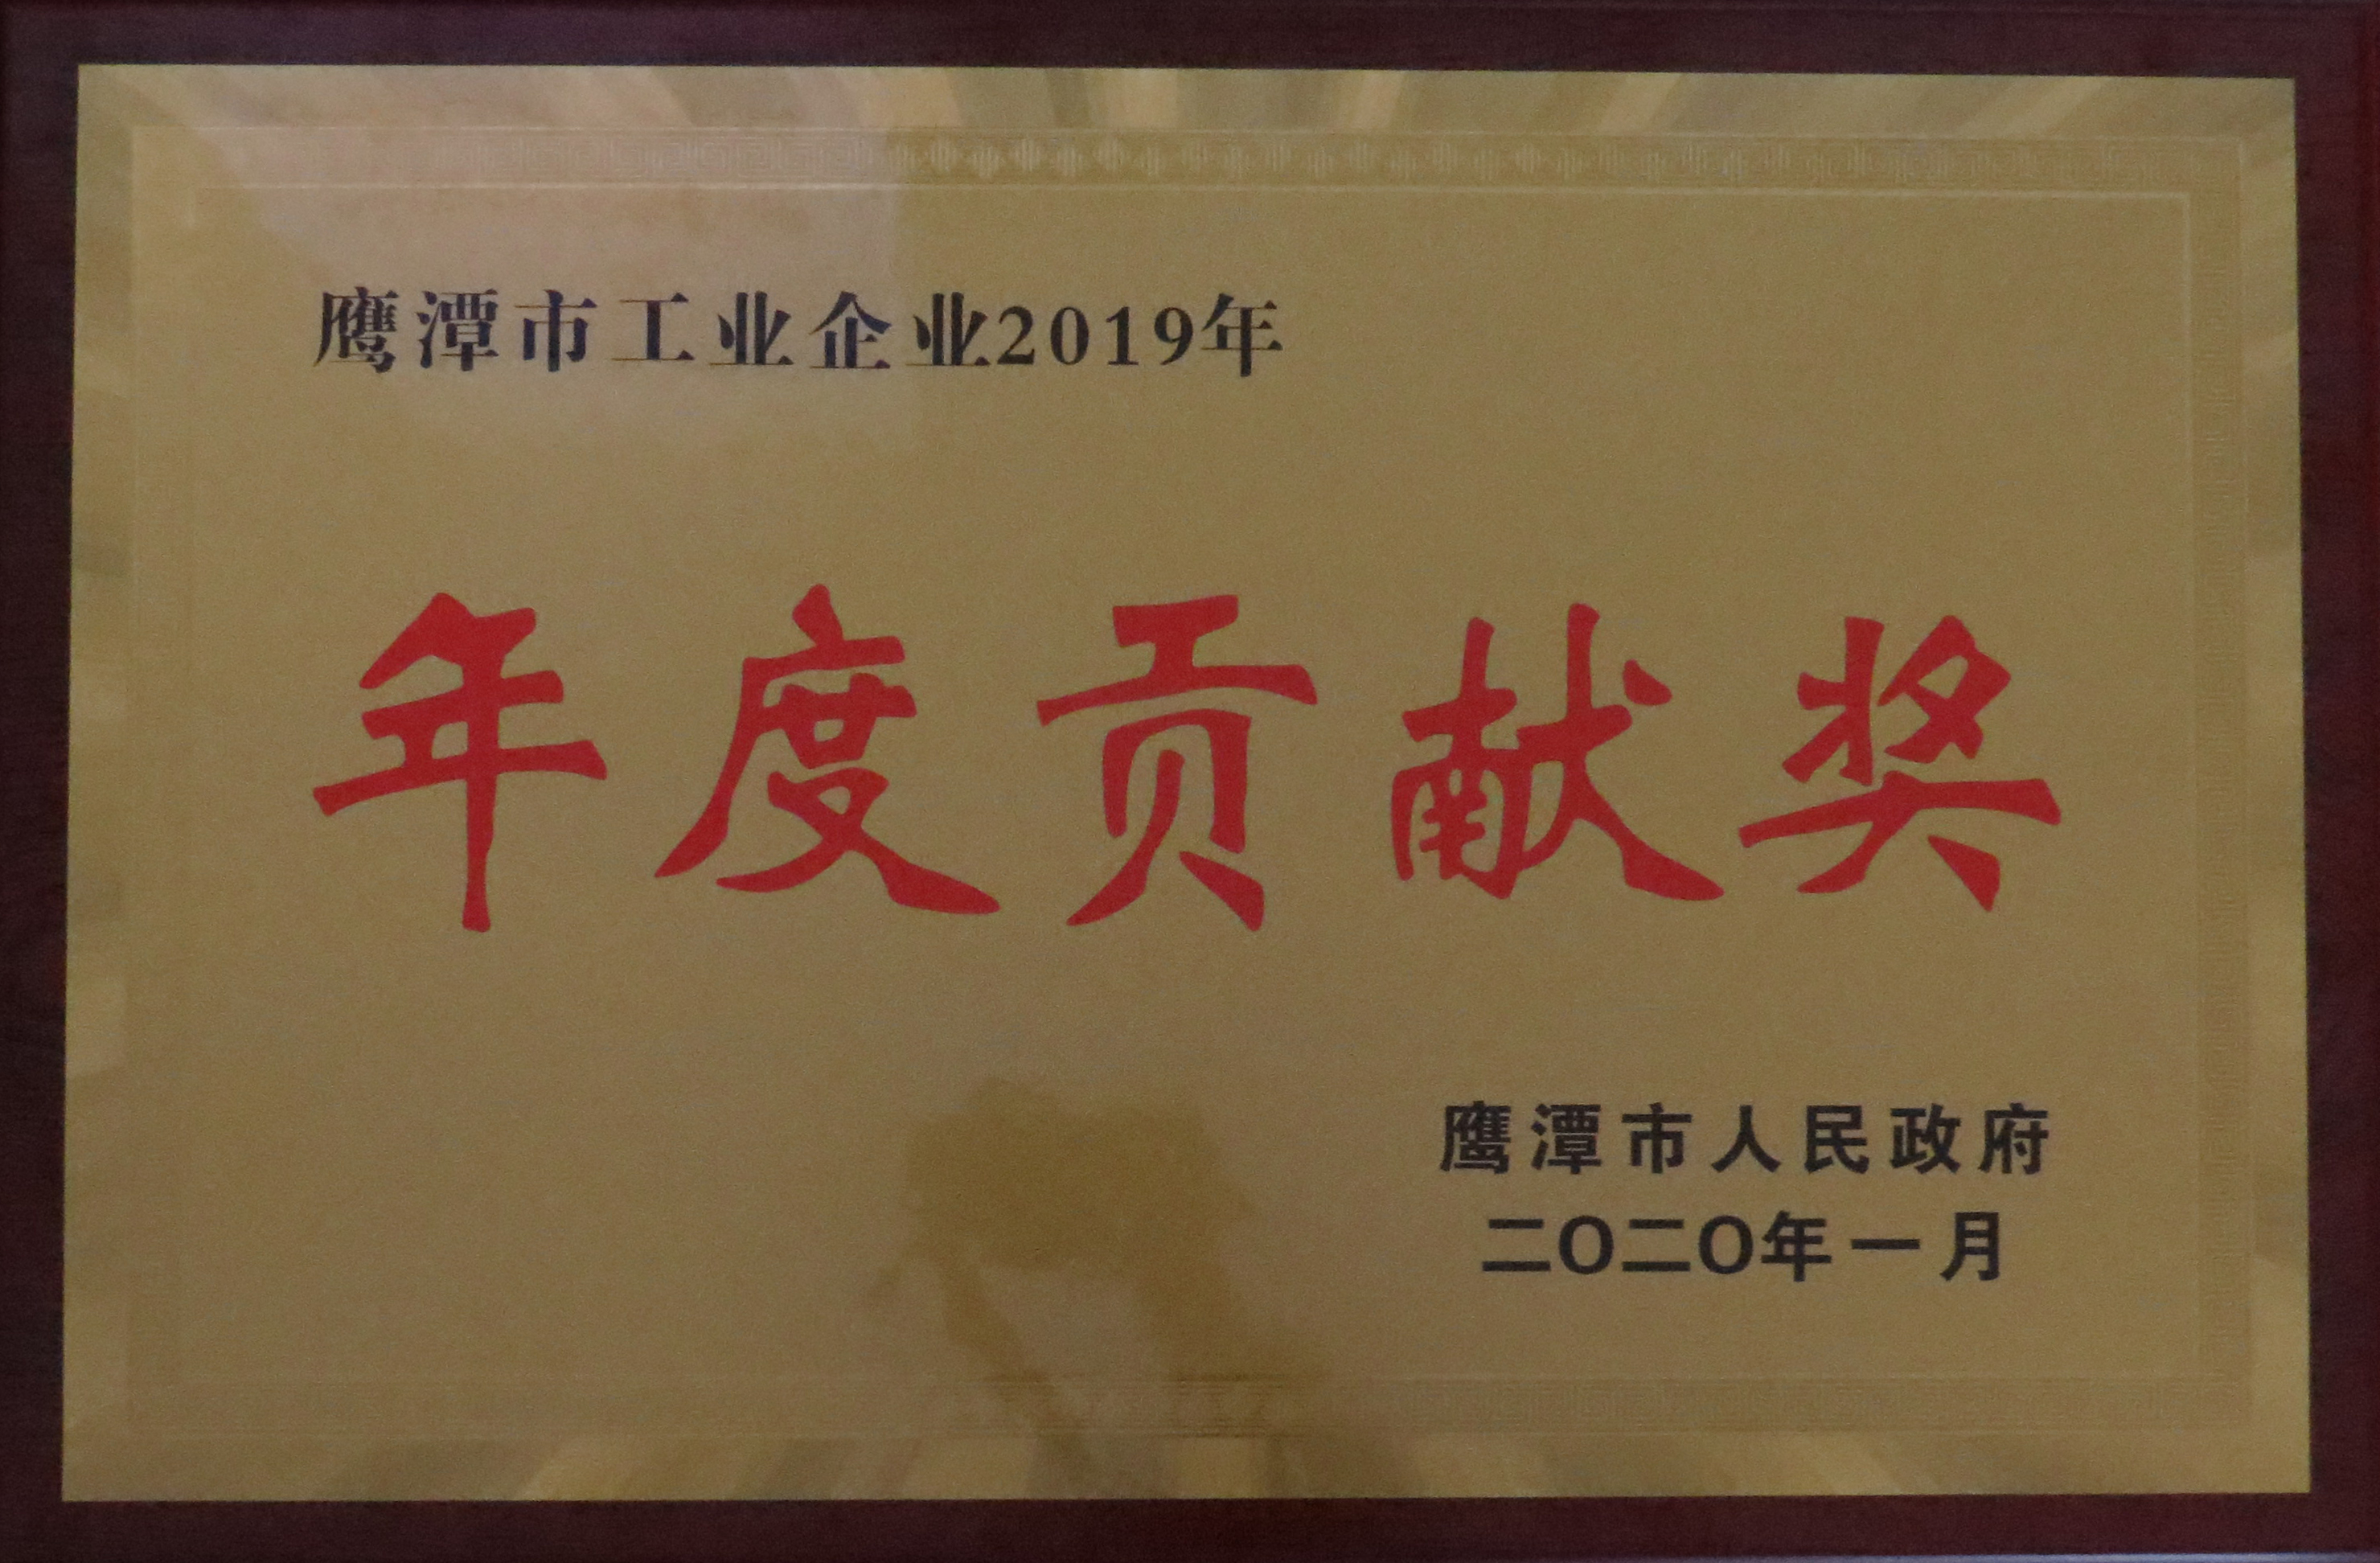 鹰潭市工业企业2019年
年度贡献奖
鹰潭市人民政府
二〇二〇年一月